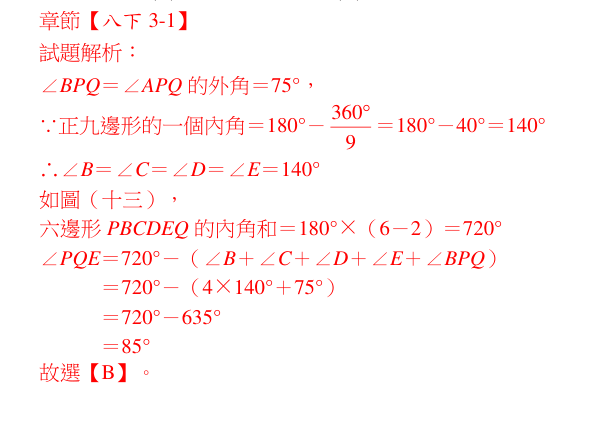 章節【八下 3-1】
試題解析：
∠BPQ＝∠APQ 的外角＝75°，
∵正九邊形的一個內角＝180°－360°/9＝180°－40°＝140°
∴∠B＝∠C＝∠D＝∠E＝140°
如圖（十三），
六邊形 PBCDEQ 的內角和＝180°×（6－2）＝720°
∠PQE＝720°－（∠B＋∠C＋∠D＋∠E＋∠BPQ）
＝720°－（4×140°＋75°）
＝720°－635°
＝85°
故選【B】。